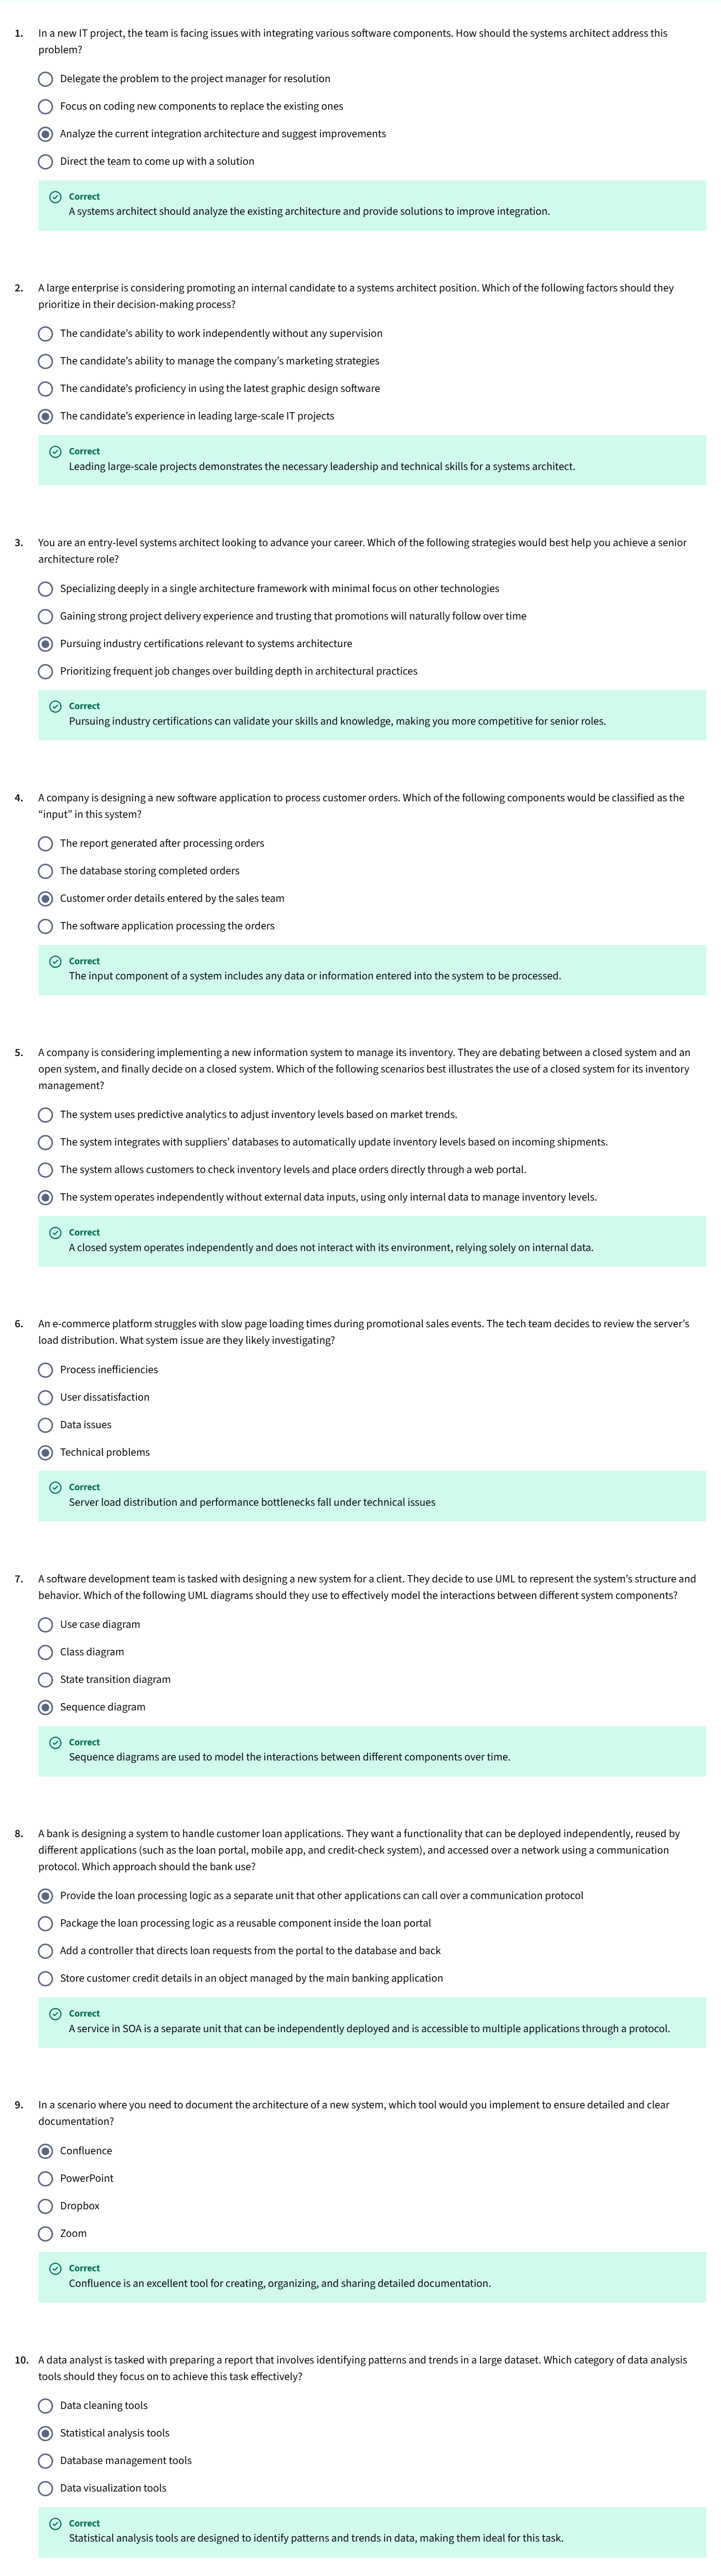 1. In a new IT project, the team is facing issues with integrating various software components. How should the systems architect address this
problem?
Delegate the problem to the project manager for resolution
Focus on coding new components to replace the existing ones
Analyze the current integration architecture and suggest improvements
Direct the team to come up with a solution
Correct
A systems architect should analyze the existing architecture and provide solutions to improve integration.
2. A large enterprise is considering promoting an internal candidate to a systems architect position. Which of the following factors should they
prioritize in their decision-making process?
The candidate's ability to work independently without any supervision
The candidate's ability to manage the company's marketing strategies
The candidate's proficiency in using the latest graphic design software
The candidate's experience in leading large-scale IT projects
Correct
Leading large-scale projects demonstrates the necessary leadership and technical skills for a systems architect.
3. You are an entry-level systems architect looking to advance your career. Which of the following strategies would best help you achieve a senior
architecture role?
Specializing deeply in a single architecture framework with minimal focus on other technologies
Gaining strong project delivery experience and trusting that promotions will naturally follow over time
Pursuing industry certifications relevant to systems architecture
Prioritizing frequent job changes over building depth in architectural practices
Correct
Pursuing industry certifications can validate your skills and knowledge, making you more competitive for senior roles.
4. A company is designing a new software application to process customer orders. Which of the following components would be classified as the
"input" in this system?
The report generated after processing orders
The database storing completed orders
Customer order details entered by the sales team
The software application processing the orders
Correct
The input component of a system includes any data or information entered into the system to be processed.
5. A company is considering implementing a new information system to manage its inventory. They are debating between a closed system and an
open system, and finally decide on a closed system. Which of the following scenarios best illustrates the use of a closed system for its inventory
management?
The system uses predictive analytics to adjust inventory levels based on market trends.
The system integrates with suppliers' databases to automatically update inventory levels based on incoming shipments.
The system allows customers to check inventory levels and place orders directly through a web portal.
The system operates independently without external data inputs, using only internal data to manage inventory levels.
Correct
A closed system operates independently and does not interact with its environment, relying solely on internal data.
6. An e-commerce platform struggles with slow page loading times during promotional sales events. The tech team decides to review the server's
load distribution. What system issue are they likely investigating?
Process inefficiencies
User dissatisfaction
Data issues
Technical problems
Correct
Server load distribution and performance bottlenecks fall under technical issues
7. A software development team is tasked with designing a new system for a client. They decide to use UML to represent the system's structure and
behavior. Which of the following UML diagrams should they use to effectively model the interactions between different system components?
Use case diagram
Class diagram
State transition diagram
Sequence diagram
Correct
Sequence diagrams are used to model the interactions between different components over time.
8. A bank is designing a system to handle customer loan applications. They want a functionality that can be deployed independently, reused by
different applications (such as the loan portal, mobile app, and credit-check system), and accessed over a network using a communication
protocol. Which approach should the bank use?
Provide the loan processing logic as a separate unit that other applications can call over a communication protocol
Package the loan processing logic as a reusable component inside the loan portal
Add a controller that directs loan requests from the portal to the database and back
Store customer credit details in an object managed by the main banking application
Correct
A service in SOA is a separate unit that can be independently deployed and is accessible to multiple applications through a protocol.
9. In a scenario where you need to document the architecture of a new system, which tool would you implement to ensure detailed and clear
documentation?
Confluence
PowerPoint
Dropbox
Zoom
Correct
Confluence is an excellent tool for creating, organizing, and sharing detailed documentation.
10. A data analyst is tasked with preparing a report that involves identifying patterns and trends in a large dataset. Which category of data analysis
tools should they focus on to achieve this task effectively?
Data cleaning tools
Statistical analysis tools
Database management tools
Data visualization tools
Correct
Statistical analysis tools are designed to identify patterns and trends in data, making them ideal for this task.